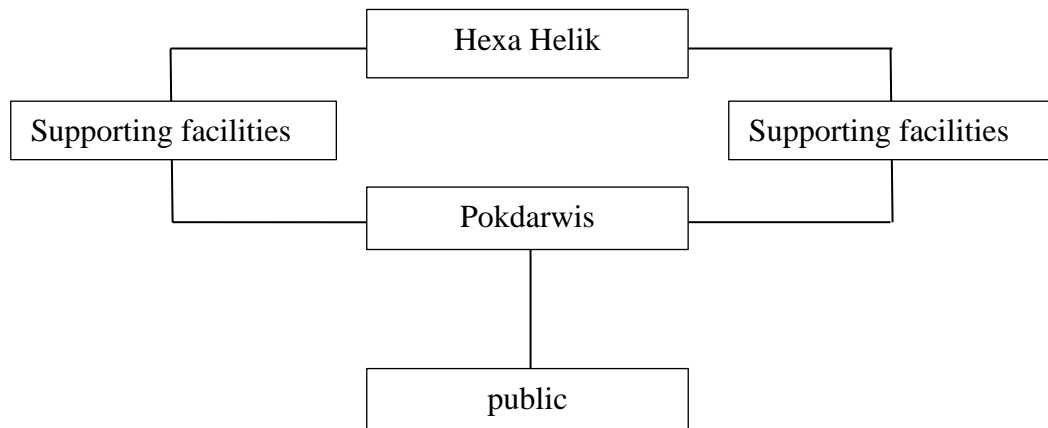 Hexa Helik
Supporting facilities
Supporting facilities
Pokdarwis
public